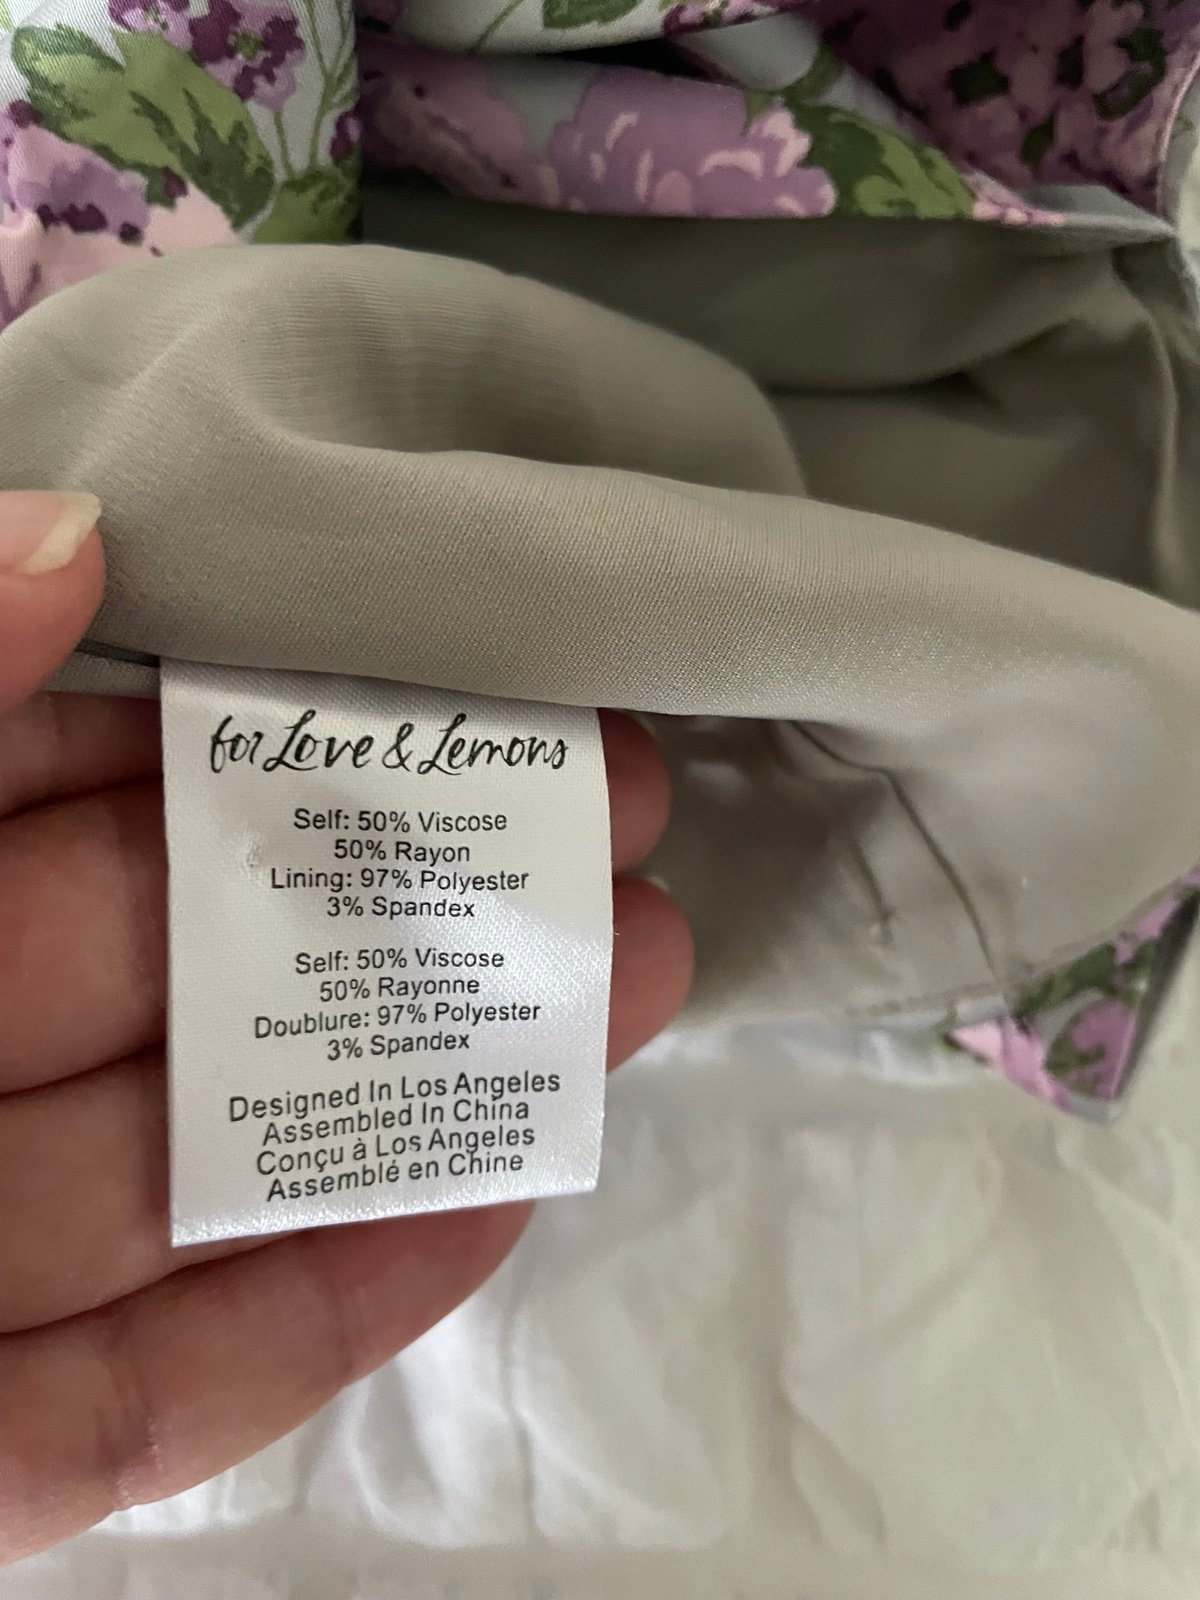 for Love & Lemons
Self: 50% Viscose
50% Rayon
Lining: 97% Polyester
3% Spandex
Self: 50% Viscose
50% Rayonne
Doublure: 97% Polyester
3% Spandex
Designed In Los Angeles
Assembled In China
Conçu à Los Angeles
Assemblé en Chine